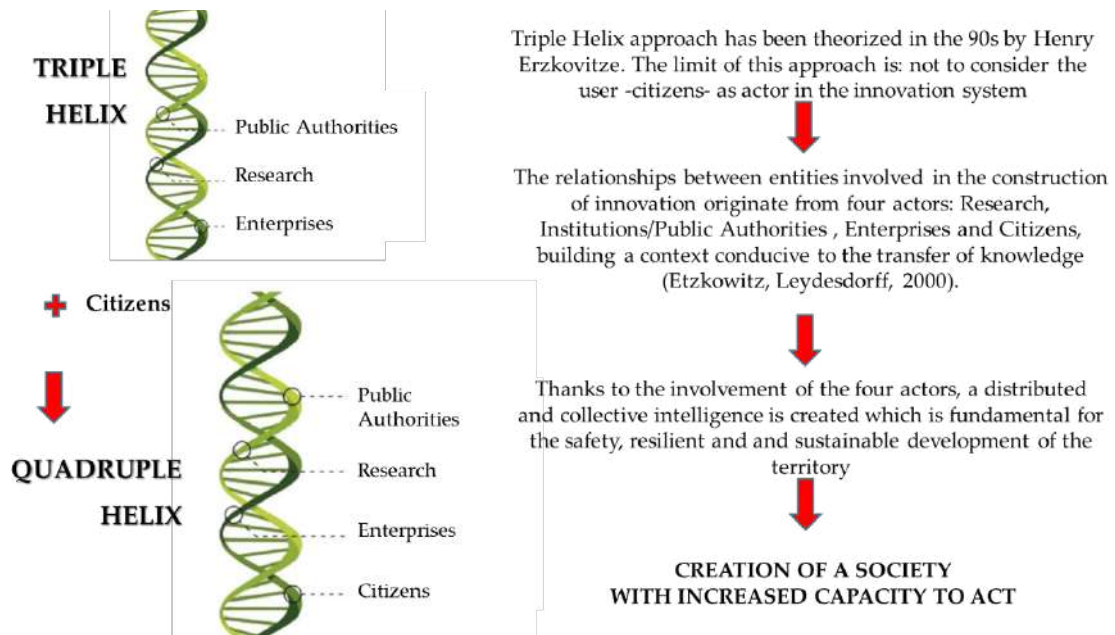 TRIPLE
HELIX
Public Authorities
Research
Enterprises
+ Citizens
QUADRUPLE
HELIX
Public
Authorities
Research
Enterprises
Citizens
Triple Helix approach has been theorized in the 90s by Henry
Erzkovitze. The limit of this approach is: not to consider the
user -citizens- as actor in the innovation system
The relationships between entities involved in the construction
of innovation originate from four actors: Research,
Institutions/Public Authorities , Enterprises and Citizens,
building a context conducive to the transfer of knowledge
(Etzkowitz, Leydesdorff, 2000).
Thanks to the involvement of the four actors, a distributed
and collective intelligence is created which is fundamental for
the safety, resilient and and sustainable development of the
territory
CREATION OF A SOCIETY
WITH INCREASED CAPACITY TO ACT